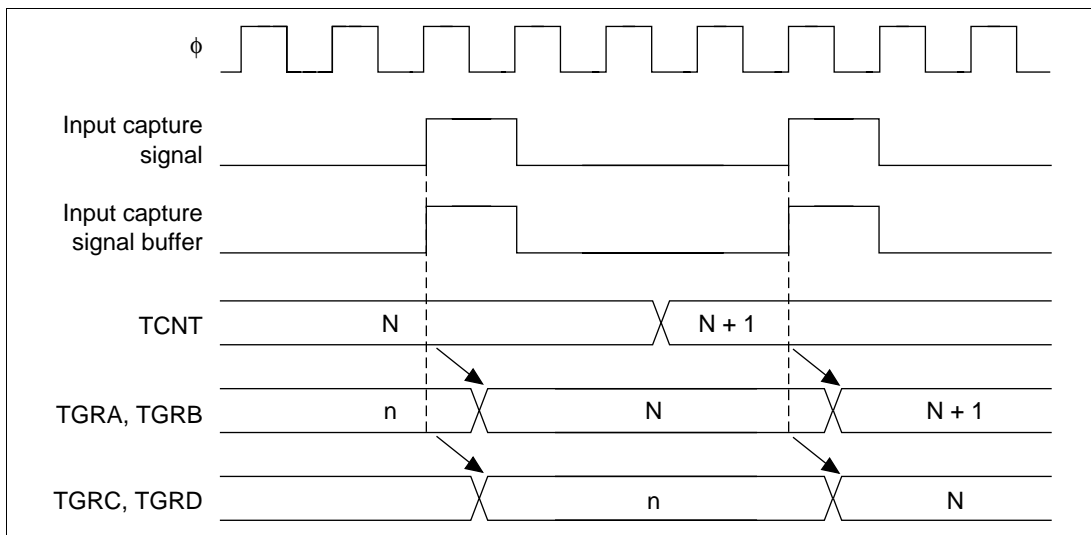 ϕ
Input capture
signal
Input capture
signal buffer
TCNT
N
N + 1
TGRA, TGRB
n
N
N + 1
TGRC, TGRD
n
N